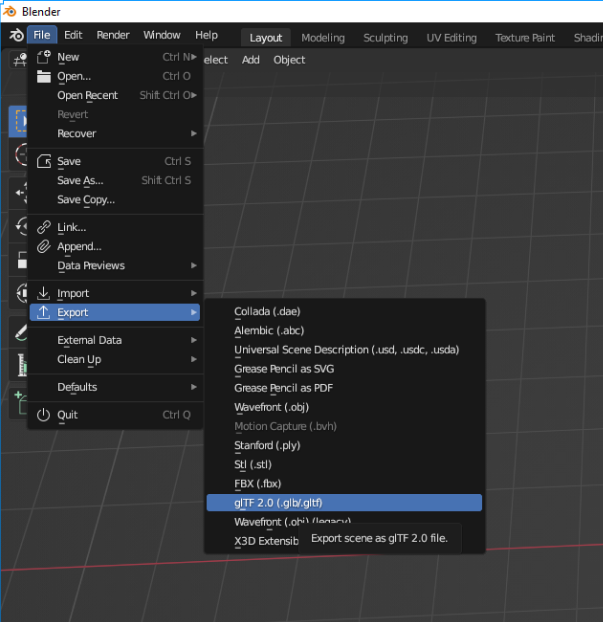 Blender
File Edit Render Window Help Layout Modeling Sculpting UV Editing Texture Paint Shadin
elect Add Object
New Ctrl N
Open... Ctrl O
Open Recent Shift Ctrl O
Revert
Recover
Save Ctrl S
Save As... Shift Ctrl S
Save Copy...
Link...
Append...
Data Previews
Import
Export
External Data
Clean Up
Defaults
Quit Ctrl Q
Collada (.dae)
Alembic (.abc)
Universal Scene Description (.usd, .usdc, .usda)
Grease Pencil as SVG
Grease Pencil as PDF
Wavefront (.obj)
Motion Capture (.bvh)
Stanford (.ply)
Stl (.stl)
FBX (.fbx)
glTF 2.0 (.glb/.gltf)
Wavefront (.obj) (legacy)
X3D Extensib
Export scene as glTF 2.0 file.